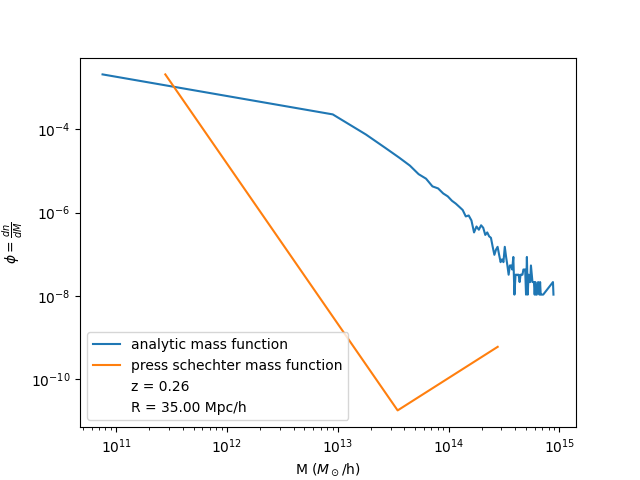 10⁻⁴
10⁻⁶
10⁻⁸
10⁻¹⁰
ϕ = dn/dM
analytic mass function
press schechter mass function
z = 0.26
R = 35.00 Mpc/h
10¹¹ 10¹² 10¹³ 10¹⁴ 10¹⁵
M (M⊙/h)